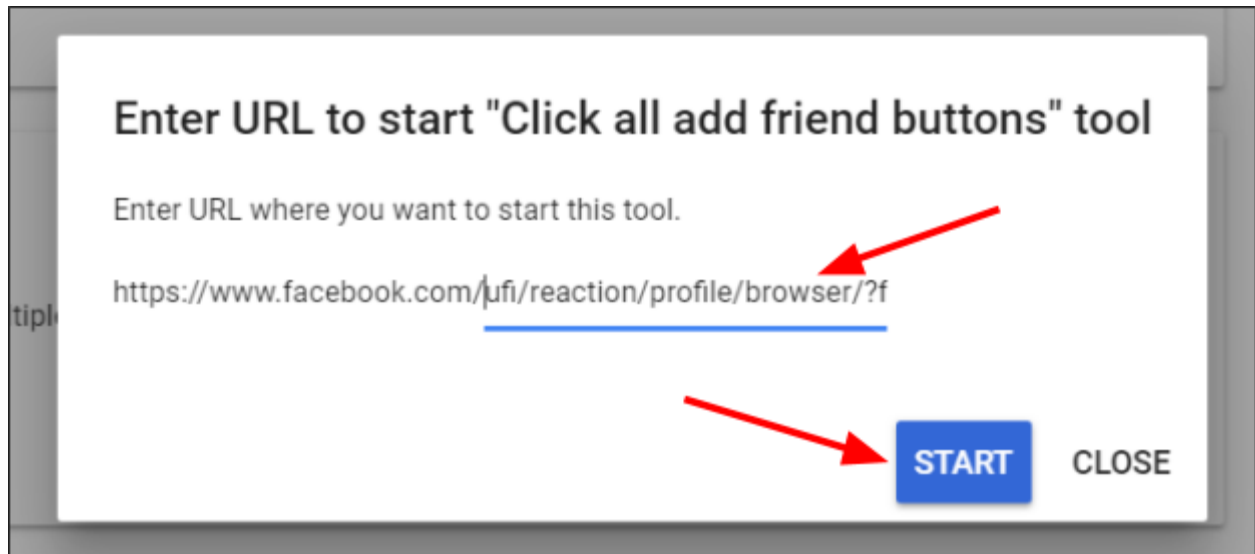 Enter URL to start "Click all add friend buttons" tool
Enter URL where you want to start this tool.
https://www.facebook.com/ufi/reaction/profile/browser/?f
tiple
START CLOSE